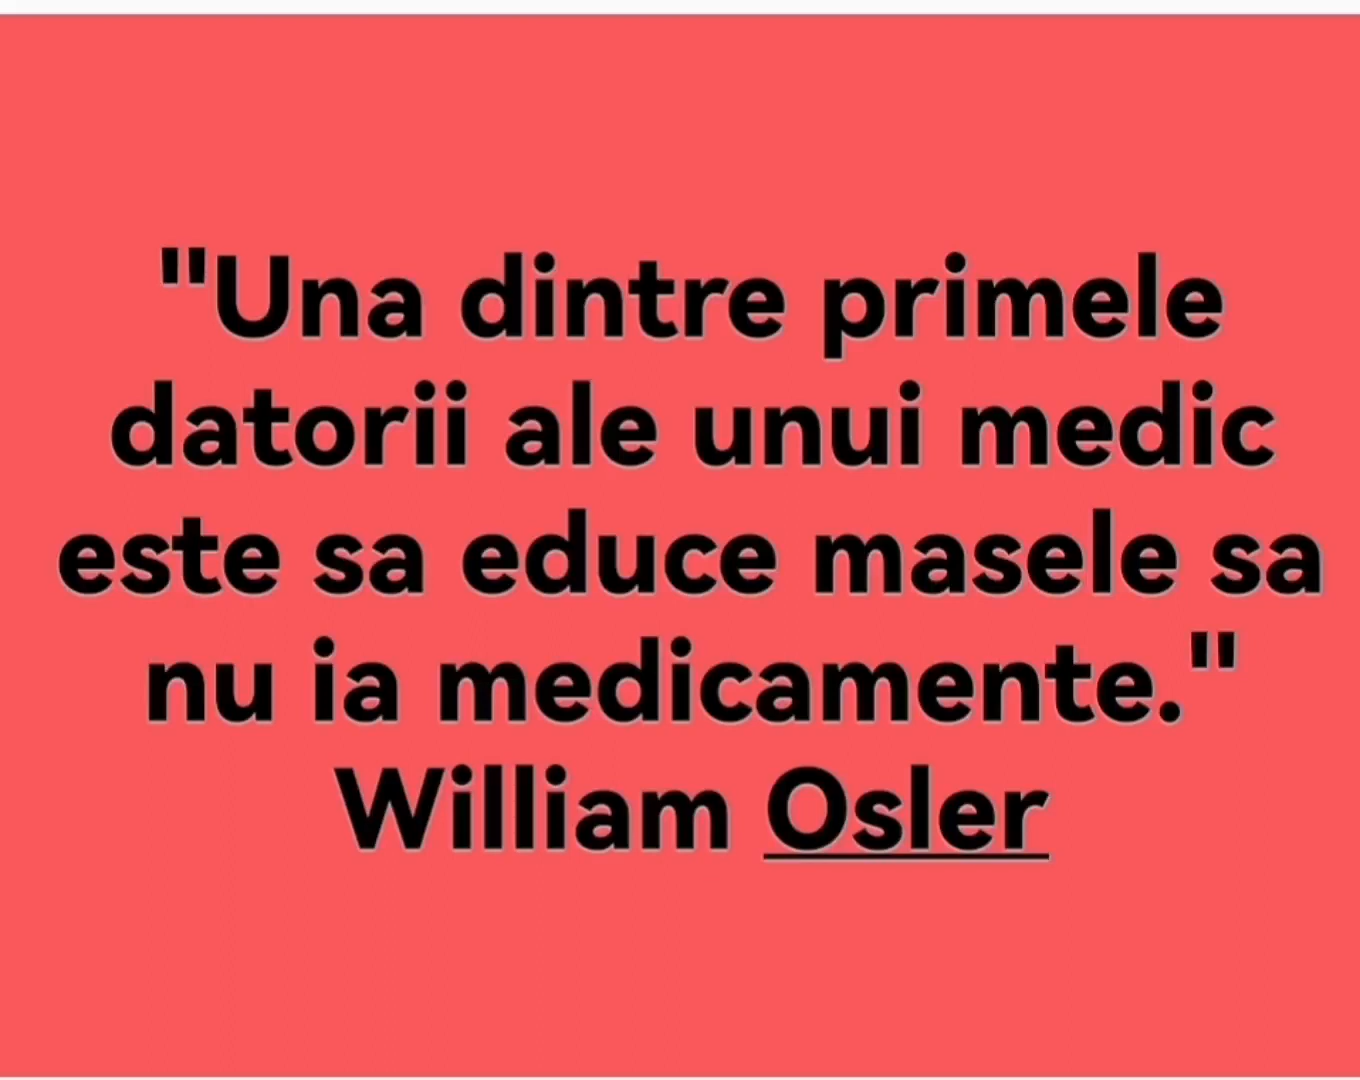 "Una dintre primele
datorii ale unui medic
este sa educe masele sa
nu ia medicamente."
William Osler